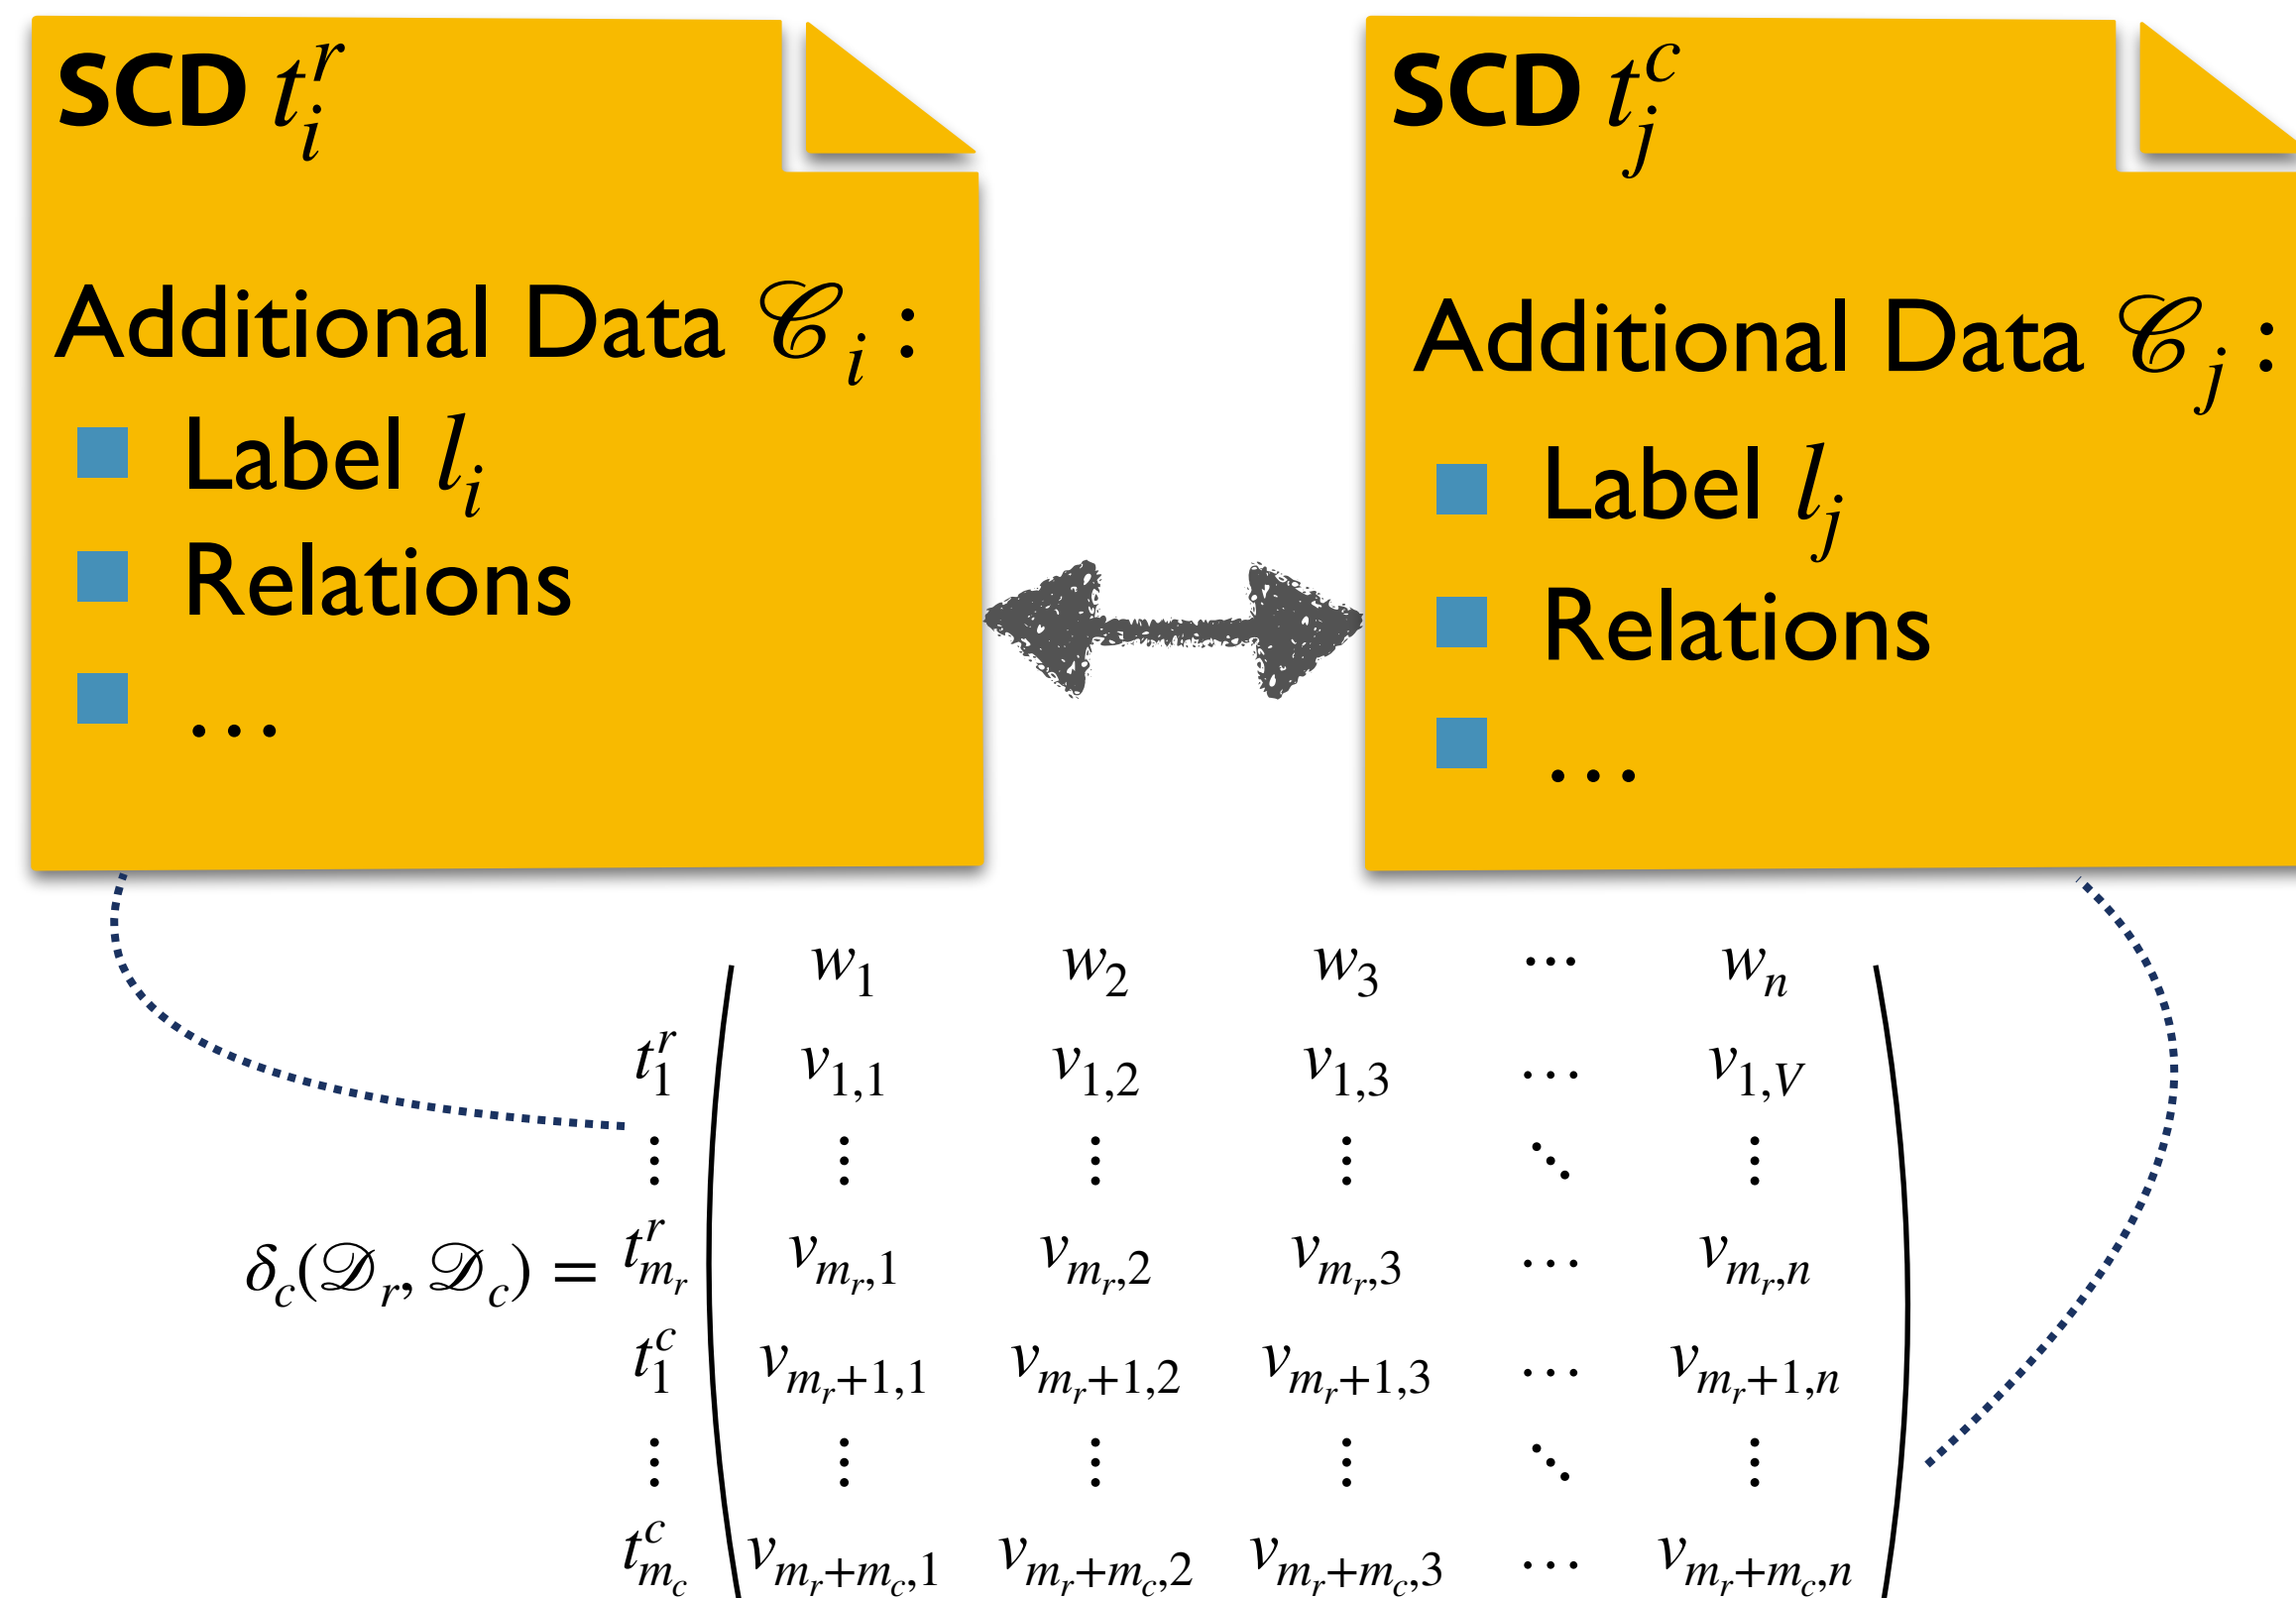 SCD t_i^r
Additional Data 𝒞_i :
Label l_i
Relations
…
SCD t_j^c
Additional Data 𝒞_j :
Label l_j
Relations
…
w_1 w_2 w_3 ⋯ w_n
t_1^r v_{1,1} v_{1,2} v_{1,3} … v_{1,V}
⋮ ⋮ ⋮ ⋮ ⋱ ⋮
δ_c(𝒟_r, 𝒟_c) = t_{m_r}^r v_{m_r,1} v_{m_r,2} v_{m_r,3} … v_{m_r,n}
t_1^c v_{m_r+1,1} v_{m_r+1,2} v_{m_r+1,3} … v_{m_r+1,n}
⋮ ⋮ ⋮ ⋮ ⋱ ⋮
t_{m_c}^c v_{m_r+m_c,1} v_{m_r+m_c,2} v_{m_r+m_c,3} … v_{m_r+m_c,n}